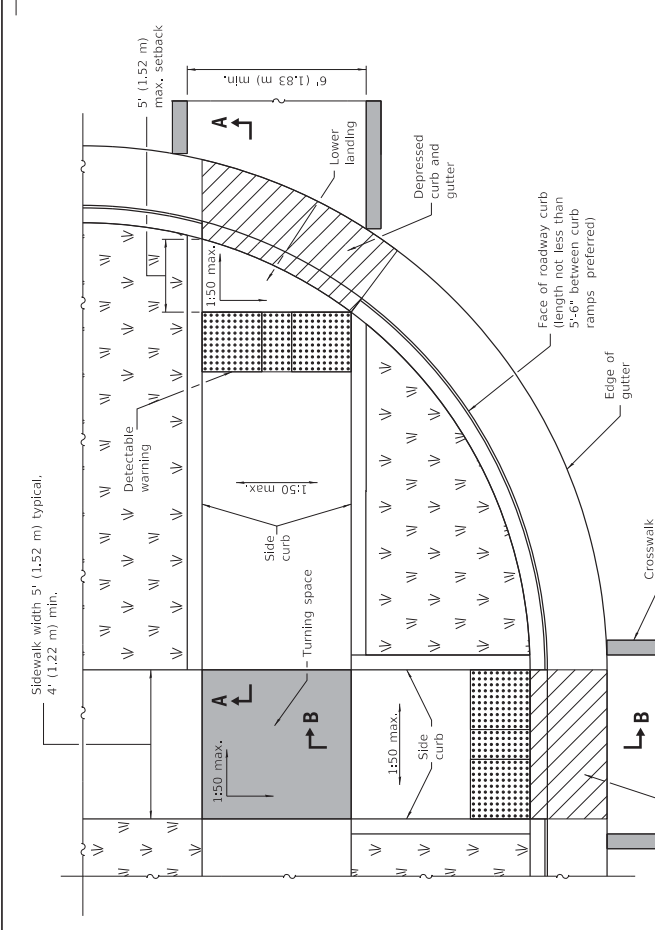 Sidewalk width 5' (1.52 m) typical,
4' (1.22 m) min.
5' (1.52 m)
max. setback
6' (1.83 m) min.
A
Lower
landing
Depressed
curb and
gutter
1:50 max.
Detectable
warning
Face of roadway curb
(length not less than
5'-6" between curb
ramps preferred)
Edge of
gutter
1:50 max.
Side
curb
Turning space
A
B
1:50 max.
1:50 max.
Side
curb
Crosswalk
B